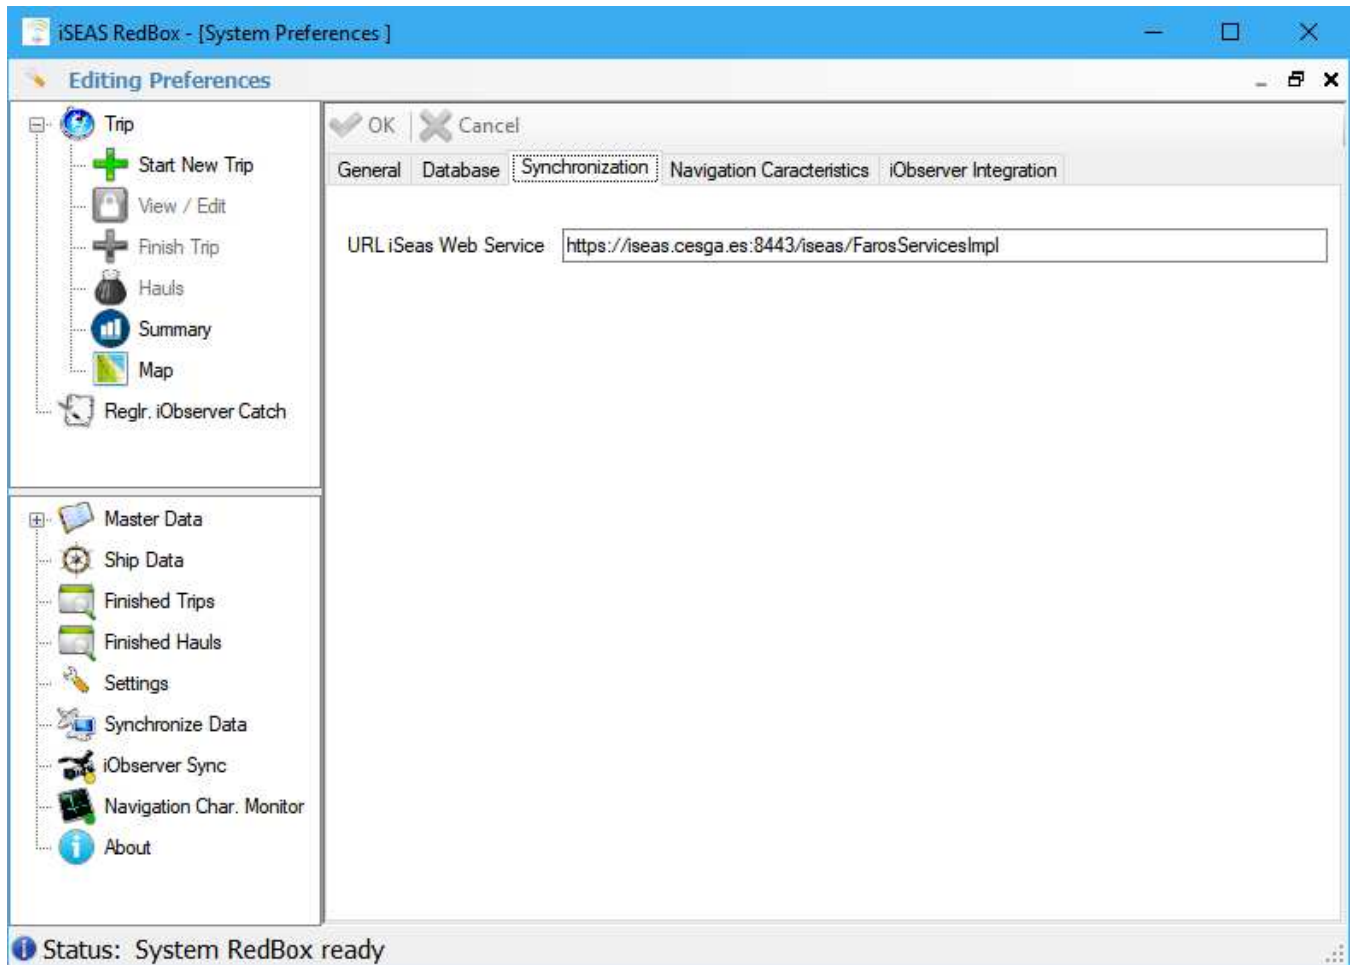 iSEAS RedBox - [System Preferences ]
Editing Preferences
Trip
Start New Trip
View / Edit
Finish Trip
Hauls
Summary
Map
Reglr. iObserver Catch
Master Data
Ship Data
Finished Trips
Finished Hauls
Settings
Synchronize Data
iObserver Sync
Navigation Char. Monitor
About
OK Cancel
General Database Synchronization Navigation Caracteristics iObserver Integration
URL iSeas Web Service https://iseas.cesga.es:8443/iseas/FarosServicesImpl
Status: System RedBox ready